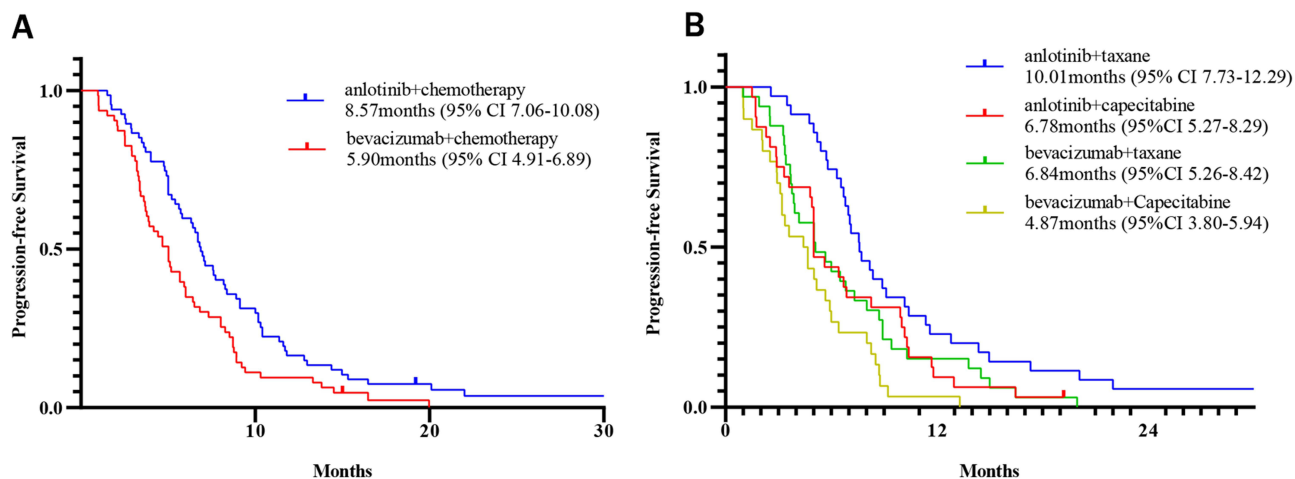 A
anlotinib+chemotherapy
8.57months (95% CI 7.06-10.08)
bevacizumab+chemotherapy
5.90months (95% CI 4.91-6.89)
Progression-free Survival
1.0
0.5
0.0
10
20
30
Months
B
anlotinib+taxane
10.01months (95% CI 7.73-12.29)
anlotinib+capecitabine
6.78months (95%CI 5.27-8.29)
bevacizumab+taxane
6.84months (95%CI 5.26-8.42)
bevacizumab+Capecitabine
4.87months (95%CI 3.80-5.94)
Progression-free Survival
1.0
0.5
0.0
0
12
24
Months